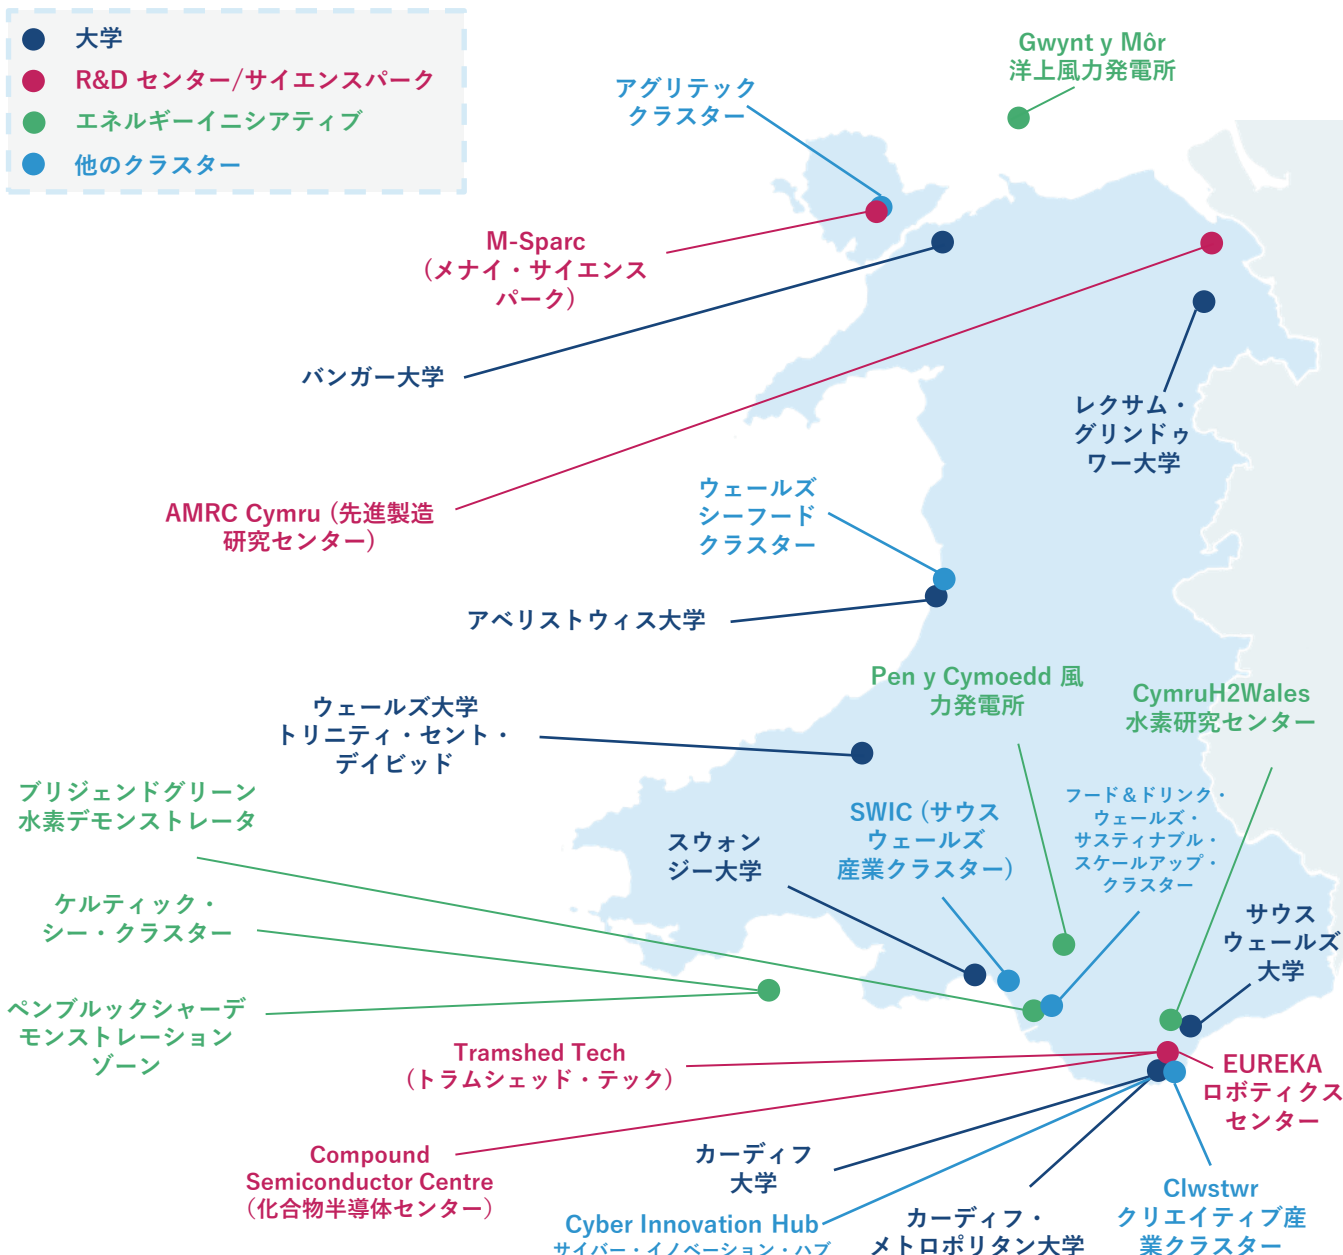 大学
R&D センター/サイエンスパーク
エネルギーイニシアティブ
他のクラスター
Gwynt y Môr
洋上風力発電所
アグリテック
クラスター
M-Sparc
（メナイ・サイエンス
パーク）
バンガー大学
レクサム・
グリンドゥ
ワー大学
AMRC Cymru (先進製造
研究センター)
ウェールズ
シーフード
クラスター
アベリストウィス大学
Pen y Cymoedd 風
力発電所
CymruH2Wales
水素研究センター
ウェールズ大学
トリニティ・セント・
デイビッド
ブリジェンドグリーン
水素デモンストレータ
フード＆ドリンク・
ウェールズ・
サスティナブル・
スケールアップ・
クラスター
SWIC (サウス
ウェールズ
産業クラスター)
スウォン
ジー大学
ケルティック・
シー・クラスター
サウス
ウェールズ
大学
ペンブルックシャーデ
モンストレーション
ゾーン
Tramshed Tech
(トラムシェッド・テック)
EUREKA
ロボティクス
センター
Compound
Semiconductor Centre
（化合物半導体センター）
カーディフ
大学
Clwstwr
クリエイティブ産
業クラスター
Cyber Innovation Hub
サイバー・イノベーション・ハブ
カーディフ・
メトロポリタン大学